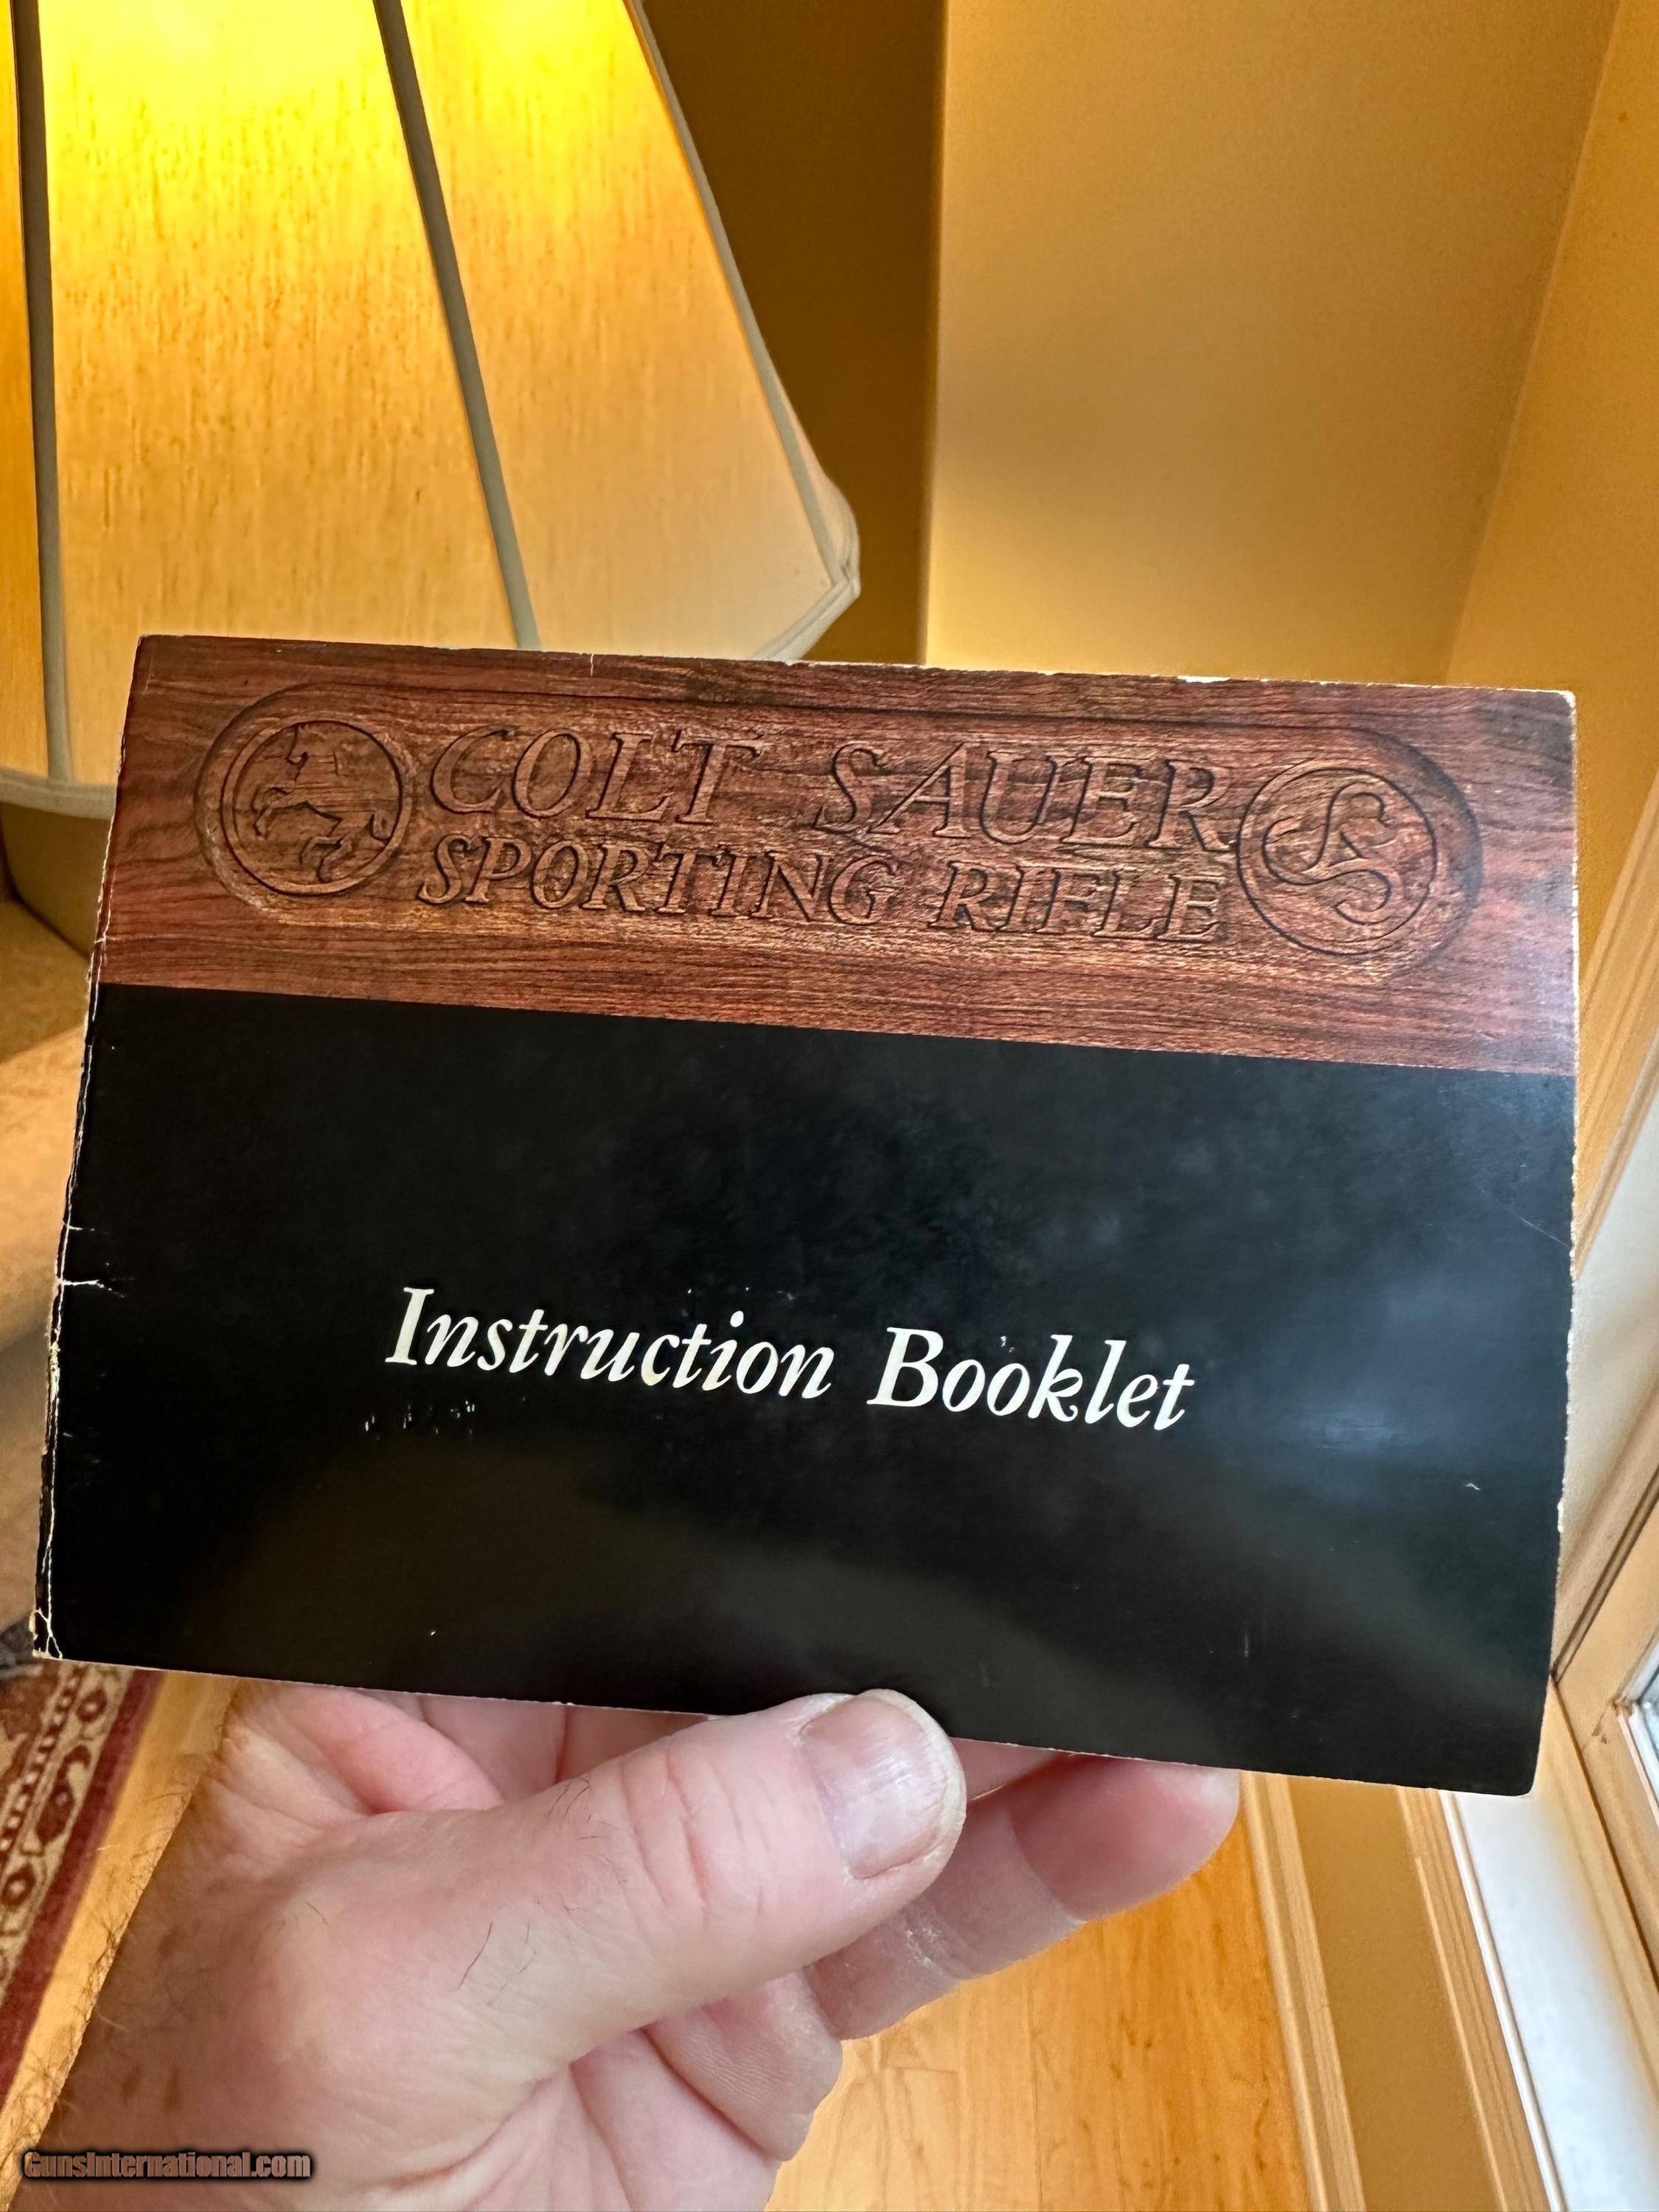 COLT SAUER
SPORTING RIFLE
Instruction Booklet
GunsInternational.com